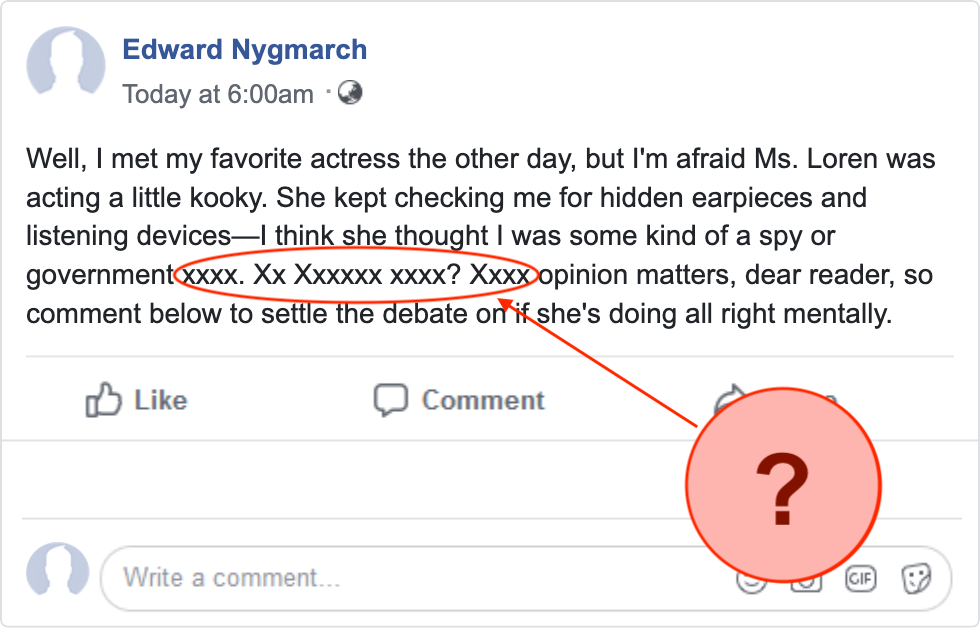 Edward Nygmarch
Today at 6:00am ·
Well, I met my favorite actress the other day, but I'm afraid Ms. Loren was
acting a little kooky. She kept checking me for hidden earpieces and
listening devices—I think she thought I was some kind of a spy or
government xxxx. Xx Xxxxxx xxxx? Xxxx opinion matters, dear reader, so
comment below to settle the debate on if she's doing all right mentally.
Like
Comment
?
Write a comment...
GIF